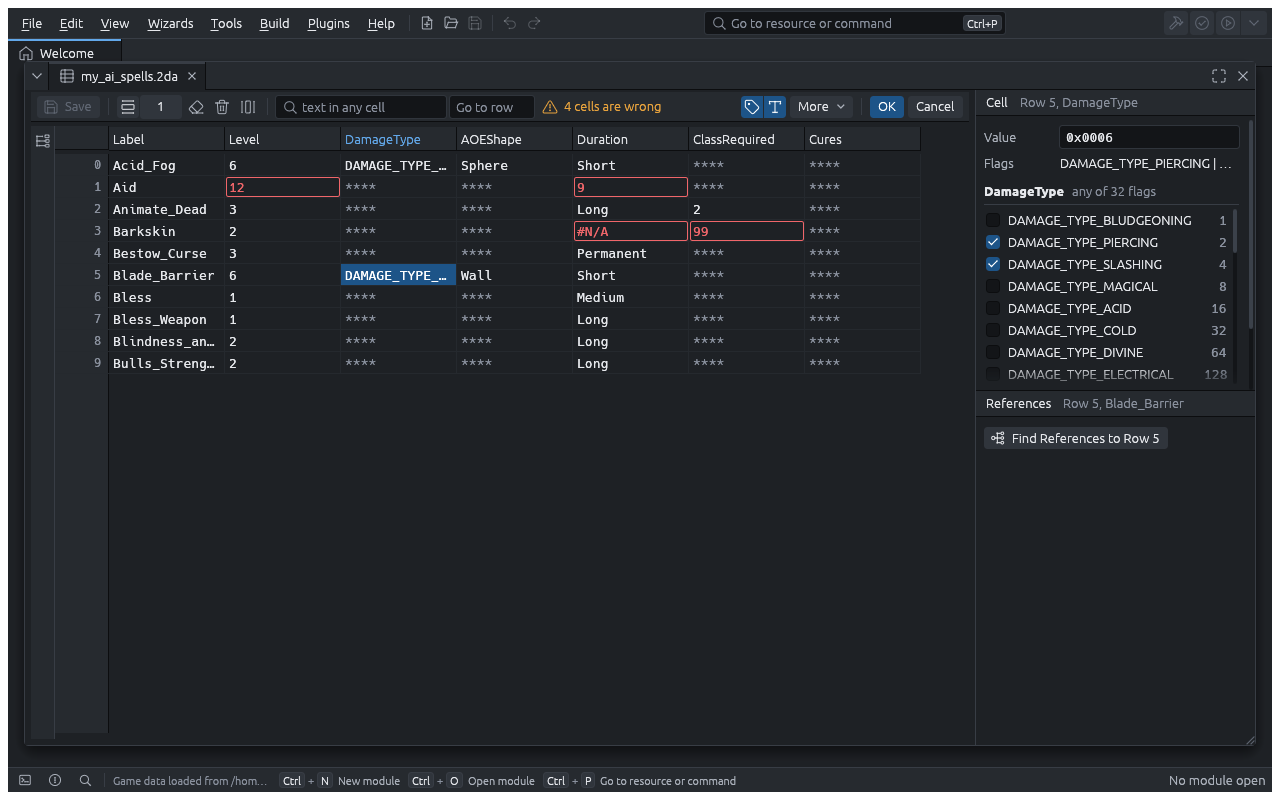 File Edit View Wizards Tools Build Plugins Help Go to resource or command Ctrl+P
Welcome
my_ai_spells.2da
Save 1 text in any cell Go to row 4 cells are wrong More OK Cancel
Cell Row 5, DamageType
Label Level DamageType AOEShape Duration ClassRequired Cures
0 Acid_Fog 6 DAMAGE_TYPE_… Sphere Short **** ****
1 Aid 12 **** **** 9 **** ****
2 Animate_Dead 3 **** **** Long 2 ****
3 Barkskin 2 **** **** #N/A 99 ****
4 Bestow_Curse 3 **** **** Permanent **** ****
5 Blade_Barrier 6 DAMAGE_TYPE_… Wall Short **** ****
6 Bless 1 **** **** Medium **** ****
7 Bless_Weapon 1 **** **** Long **** ****
8 Blindness_an… 2 **** **** Long **** ****
9 Bulls_Streng… 2 **** **** Long **** ****
Value 0x0006
Flags DAMAGE_TYPE_PIERCING | …
DamageType any of 32 flags
DAMAGE_TYPE_BLUDGEONING 1
DAMAGE_TYPE_PIERCING 2
DAMAGE_TYPE_SLASHING 4
DAMAGE_TYPE_MAGICAL 8
DAMAGE_TYPE_ACID 16
DAMAGE_TYPE_COLD 32
DAMAGE_TYPE_DIVINE 64
DAMAGE_TYPE_ELECTRICAL 128
References Row 5, Blade_Barrier
Find References to Row 5
Game data loaded from /hom… Ctrl + N New module Ctrl + O Open module Ctrl + P Go to resource or command No module open